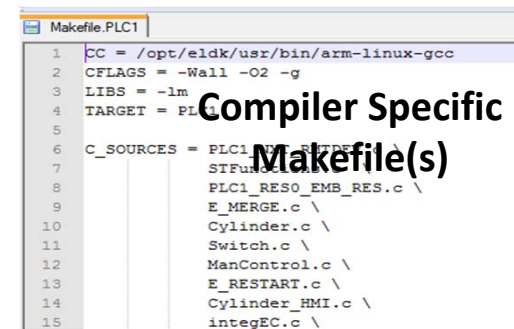 Makefile.PLC1
1 CC = /opt/eldk/usr/bin/arm-linux-gcc
2 CFLAGS = -Wall -O2 -g
3 LIBS = -lm
4 TARGET = PLC1
5
6 C_SOURCES = \
7 STFunctions.c \
8 PLC1_RES0_EMB_RES.c \
9 E_MERGE.c \
10 Cylinder.c \
11 Switch.c \
12 ManControl.c \
13 E_RESTART.c \
14 Cylinder_HMI.c \
15 integEC.c \
Compiler Specific
Makefile(s)